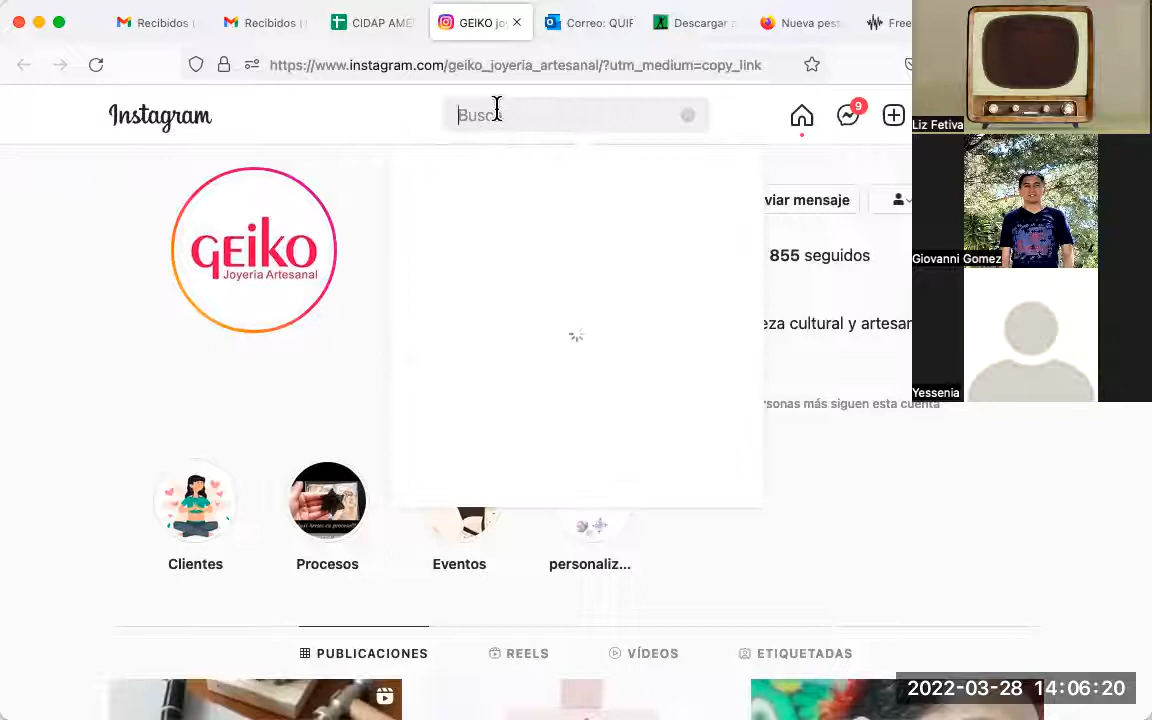 Recibidos (
Recibidos (
CIDAP AME
GEIKO jo
Correo: QUIF
Descargar
Nueva pes
Free
https://www.instagram.com/geiko_joyeria_artesanal/?utm_medium=copy_link
Instagram
Busca
9
Liz Fetiva
GEIKO
Joyería Artesanal
viar mensaje
855 seguidos
Giovanni Gomez
eza cultural y artesan
Yessenia
rsonas más siguen esta cuenta
Clientes
Procesos
Eventos
personaliz...
PUBLICACIONES
REELS
VÍDEOS
ETIQUETADAS
2022-03-28 14:06:20